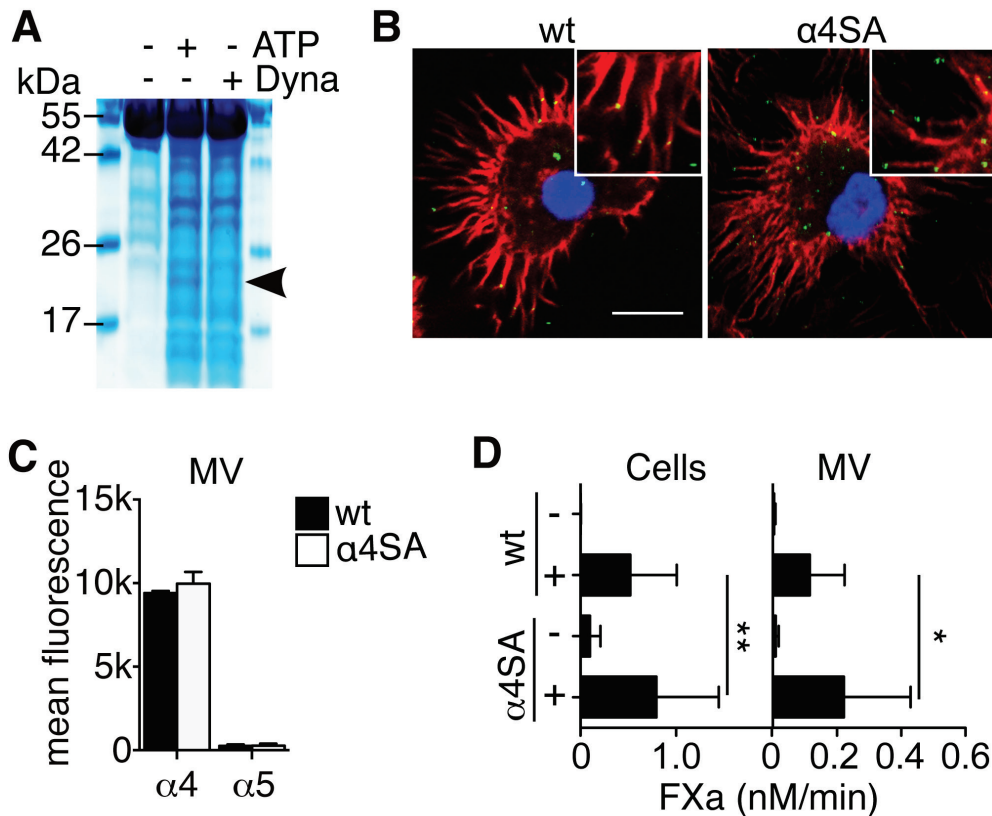 A
- + - ATP
kDa - - + Dyna
55
42
26
17
B
wt α4SA
C
MV
mean fluorescence
15k
10k
5k
0
α4 α5
wt
α4SA
D
Cells MV
wt
-
+
α4SA
-
+
**
*
0 1.0 0 0.2 0.4 0.6
FXa (nM/min)